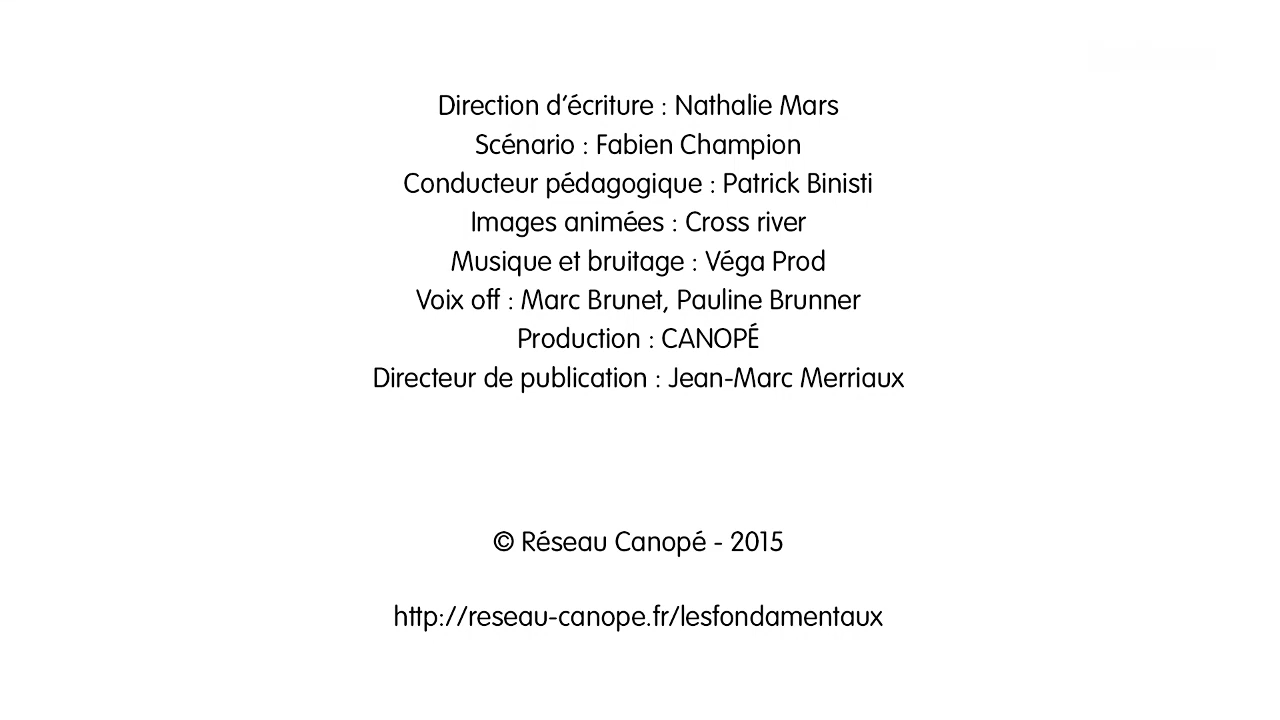 Direction d’écriture : Nathalie Mars
Scénario : Fabien Champion
Conducteur pédagogique : Patrick Binisti
Images animées : Cross river
Musique et bruitage : Véga Prod
Voix off : Marc Brunet, Pauline Brunner
Production : CANOPÉ
Directeur de publication : Jean-Marc Merriaux
© Réseau Canopé - 2015
http://reseau-canope.fr/lesfondamentaux